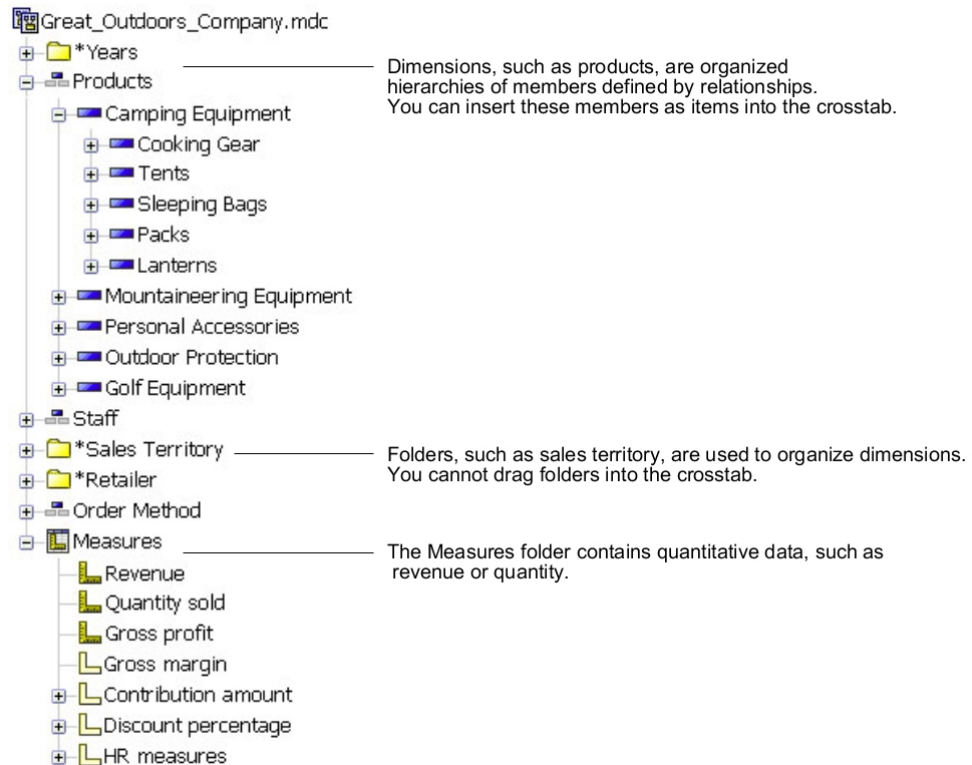 Great_Outdoors_Company.mdc
*Years
Dimensions, such as products, are organized
hierarchies of members defined by relationships.
You can insert these members as items into the crosstab.
Products
Camping Equipment
Cooking Gear
Tents
Sleeping Bags
Packs
Lanterns
Mountaineering Equipment
Personal Accessories
Outdoor Protection
Golf Equipment
Staff
*Sales Territory
Folders, such as sales territory, are used to organize dimensions.
You cannot drag folders into the crosstab.
*Retailer
Order Method
Measures
The Measures folder contains quantitative data, such as
revenue or quantity.
Revenue
Quantity sold
Gross profit
Gross margin
Contribution amount
Discount percentage
HR measures